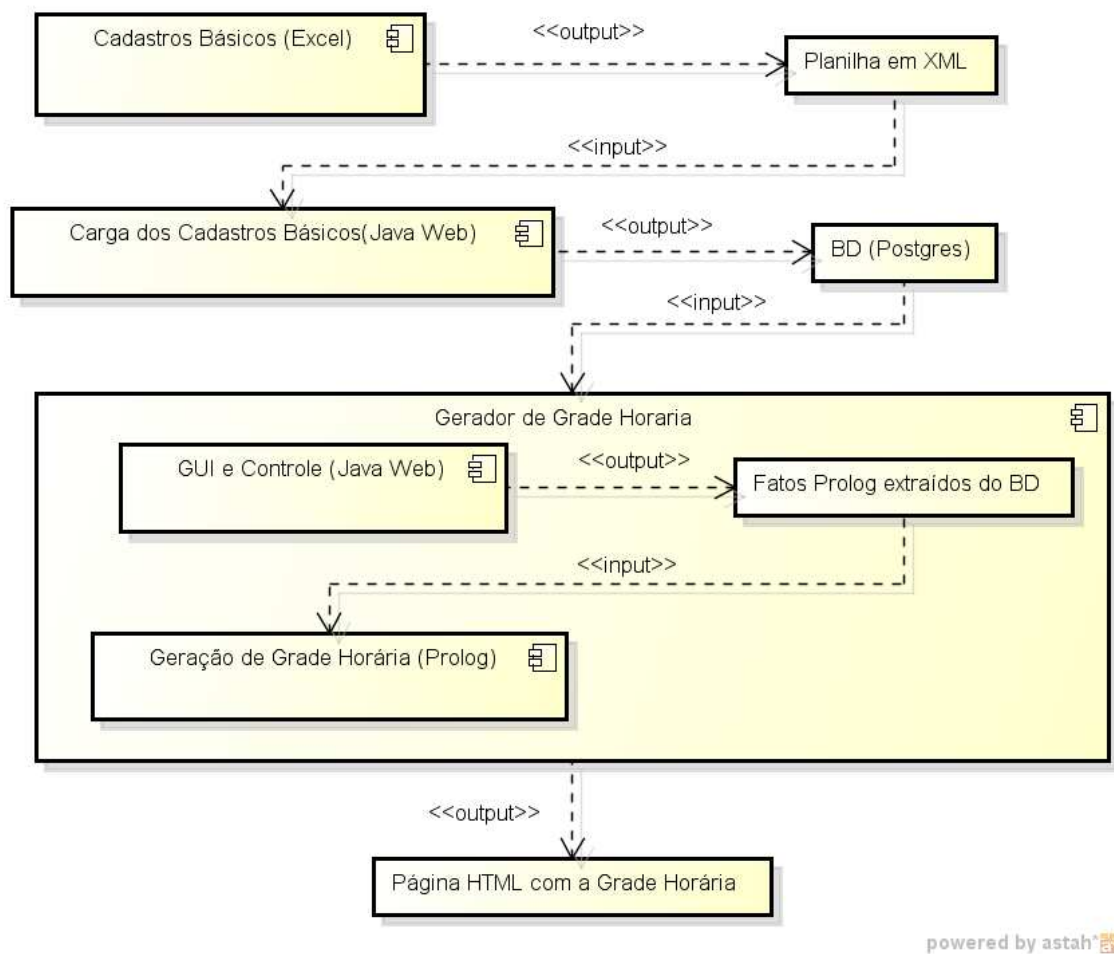 Cadastros Básicos (Excel)
<<output>>
Planilha em XML
<<input>>
Carga dos Cadastros Básicos(Java Web)
<<output>>
BD (Postgres)
<<input>>
Gerador de Grade Horaria
GUI e Controle (Java Web)
<<output>>
Fatos Prolog extraídos do BD
<<input>>
Geração de Grade Horária (Prolog)
<<output>>
Página HTML com a Grade Horária
powered by astah*